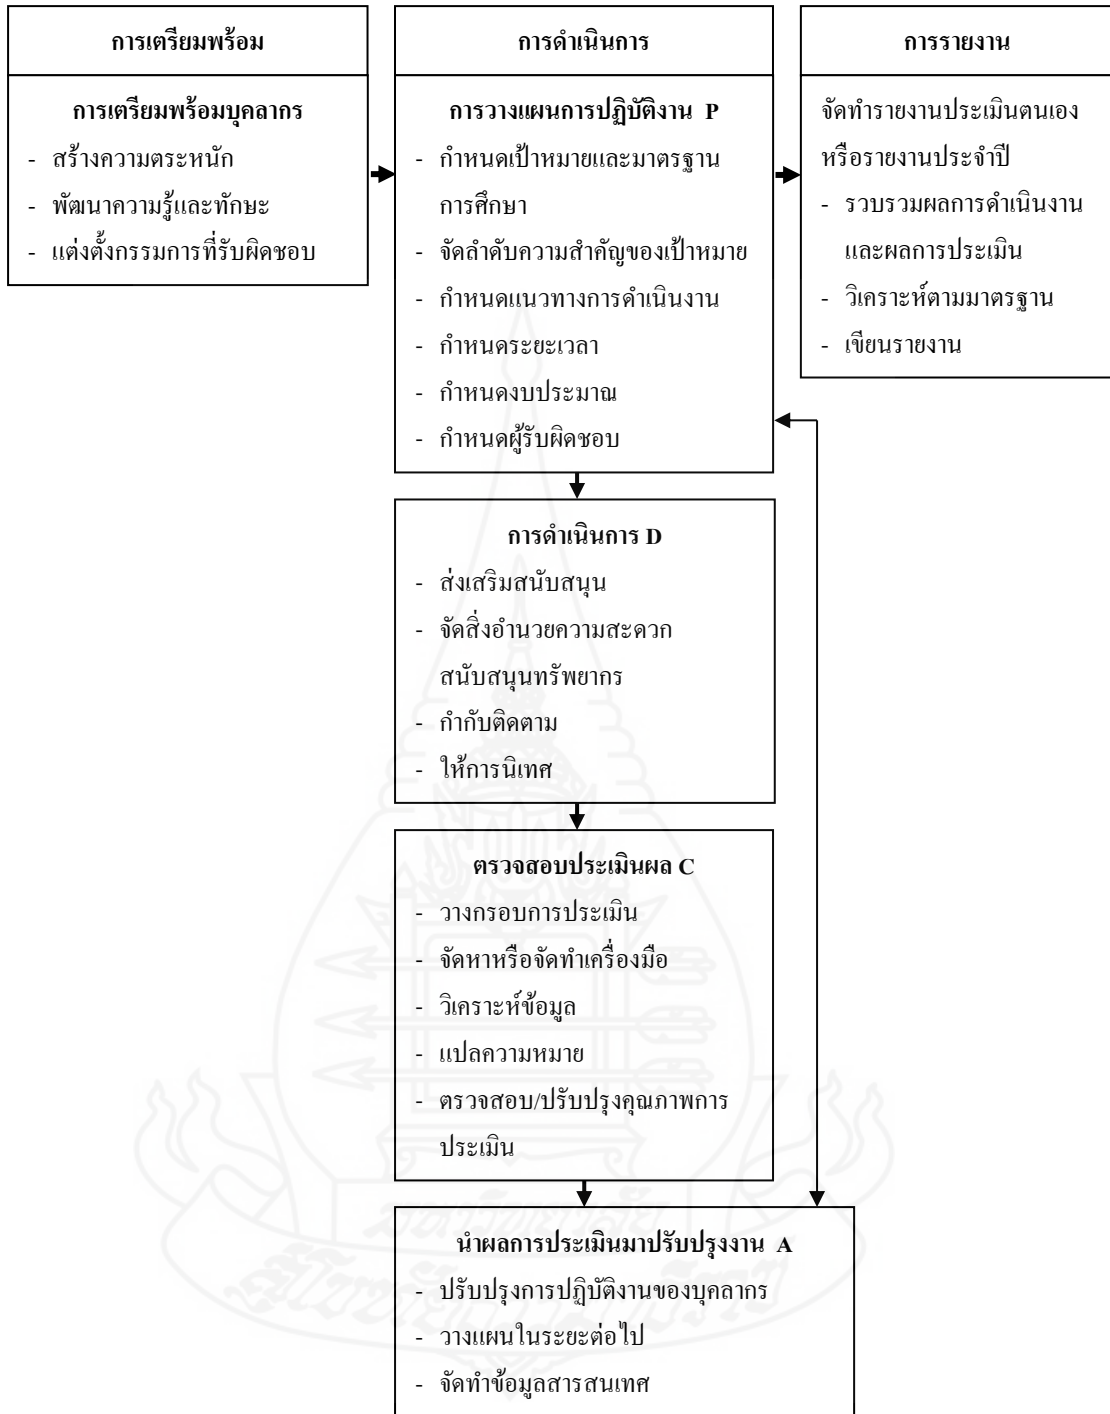 การเตรียมพร้อม
การเตรียมพร้อมบุคลากร
- สร้างความตระหนัก
- พัฒนาความรู้และทักษะ
- แต่งตั้งกรรมการที่รับผิดชอบ
การดำเนินการ
การวางแผนการปฏิบัติงาน P
- กำหนดเป้าหมายและมาตรฐาน
การศึกษา
- จัดลำดับความสำคัญของเป้าหมาย
- กำหนดแนวทางการดำเนินงาน
- กำหนดระยะเวลา
- กำหนดงบประมาณ
- กำหนดผู้รับผิดชอบ
การดำเนินการ D
- ส่งเสริมสนับสนุน
- จัดสิ่งอำนวยความสะดวก
สนับสนุนทรัพยากร
- กำกับติดตาม
- ให้การนิเทศ
ตรวจสอบประเมินผล C
- วางกรอบการประเมิน
- จัดหาหรือจัดทำเครื่องมือ
- วิเคราะห์ข้อมูล
- แปลความหมาย
- ตรวจสอบ/ปรับปรุงคุณภาพการ
ประเมิน
นำผลการประเมินมาปรับปรุงงาน A
- ปรับปรุงการปฏิบัติงานของบุคลากร
- วางแผนในระยะต่อไป
- จัดทำข้อมูลสารสนเทศ
การรายงาน
จัดทำรายงานประเมินตนเอง
หรือรายงานประจำปี
- รวบรวมผลการดำเนินงาน
และผลการประเมิน
- วิเคราะห์ตามมาตรฐาน
- เขียนรายงาน